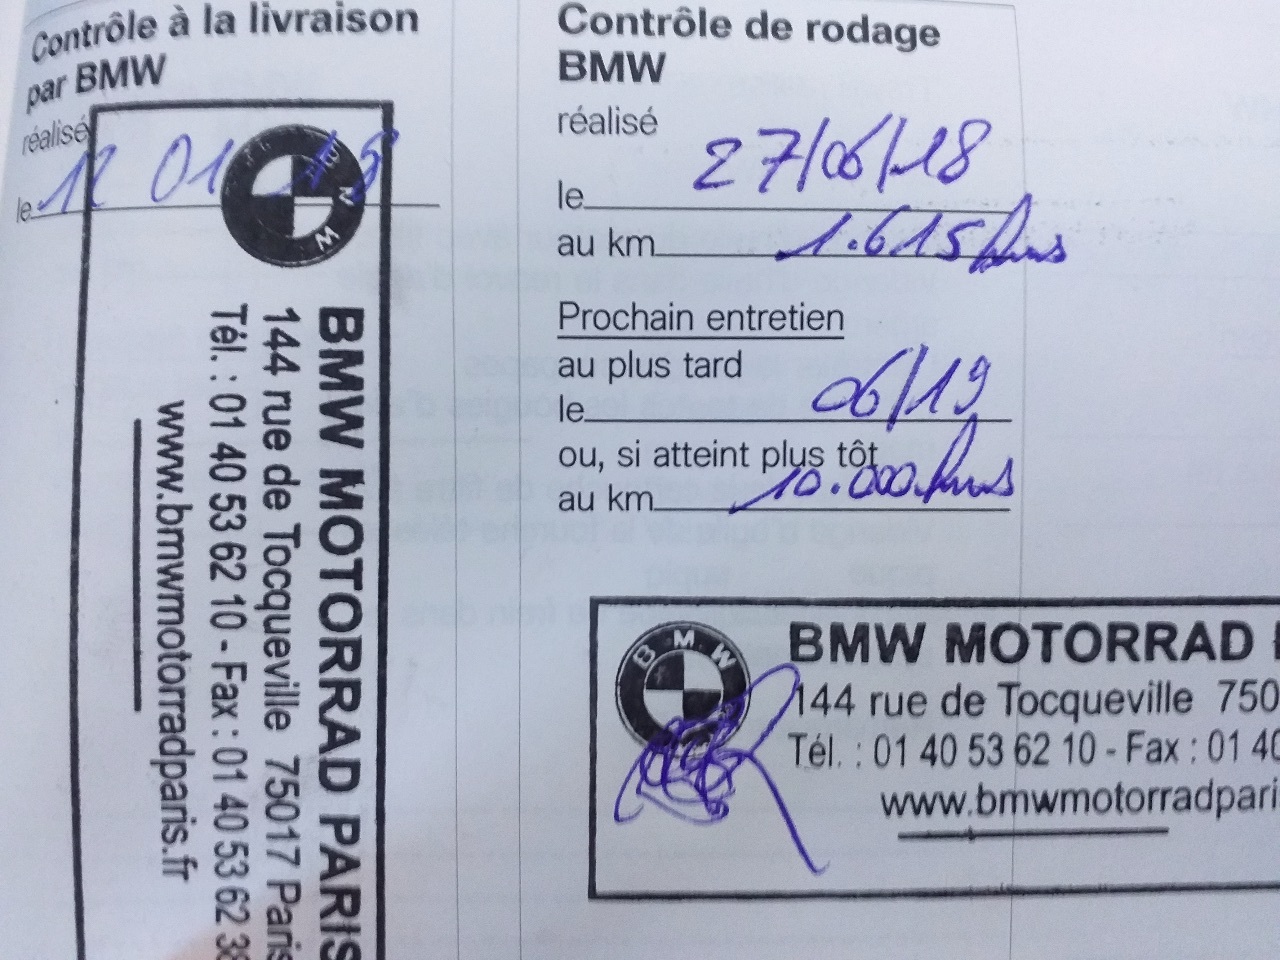 Contrôle à la livraison
par BMW
réalisé
le 12 01 18
BMW
BMW MOTORRAD PARIS
144 rue de Tocqueville 75017 Paris
Tél. : 01 40 53 62 10 - Fax : 01 40 53 62 38
www.bmwmotorradparis.fr
Contrôle de rodage
BMW
réalisé
le 27/06/18
au km 1.615 kms
Prochain entretien
au plus tard
le 06/19
ou, si atteint plus tôt
au km 10.000 kms
BMW
BMW MOTORRAD
144 rue de Tocqueville 750
Tél. : 01 40 53 62 10 - Fax : 01 40
www.bmwmotorradpari